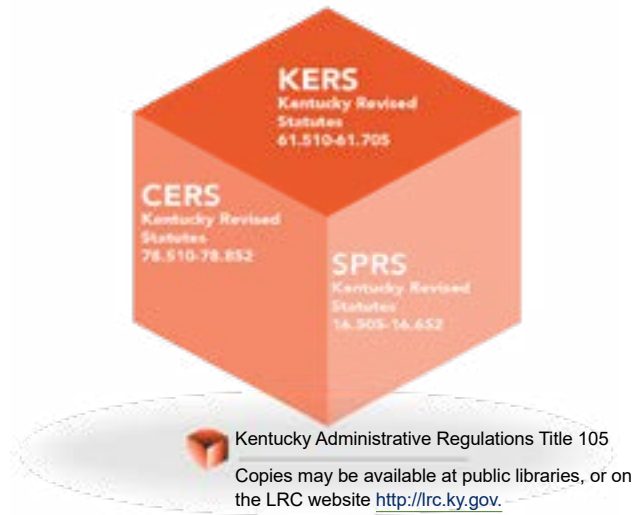 KERS
Kentucky Revised
Statutes
61.510-61.705
CERS
Kentucky Revised
Statutes
78.510-78.852
SPRS
Kentucky Revised
Statutes
16.505-16.652
Kentucky Administrative Regulations Title 105
Copies may be available at public libraries, or on
the LRC website http://lrc.ky.gov.